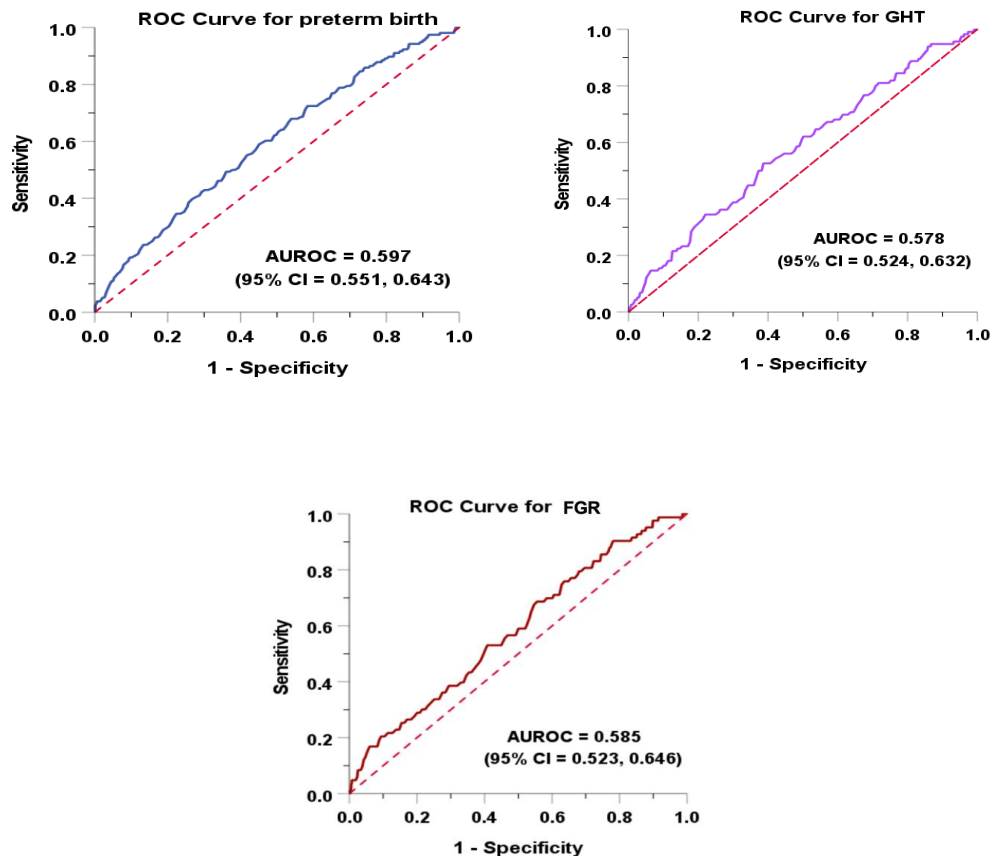 ROC Curve for preterm birth
1.0
0.8
0.6
0.4
0.2
0.0
Sensitivity
AUROC = 0.597
(95% CI = 0.551, 0.643)
0.0 0.2 0.4 0.6 0.8 1.0
1 - Specificity
ROC Curve for GHT
1.0
0.8
0.6
0.4
0.2
0.0
Sensitivity
AUROC = 0.578
(95% CI = 0.524, 0.632)
0.0 0.2 0.4 0.6 0.8 1.0
1 - Specificity
ROC Curve for FGR
1.0
0.8
0.6
0.4
0.2
0.0
Sensitivity
AUROC = 0.585
(95% CI = 0.523, 0.646)
0.0 0.2 0.4 0.6 0.8 1.0
1 - Specificity